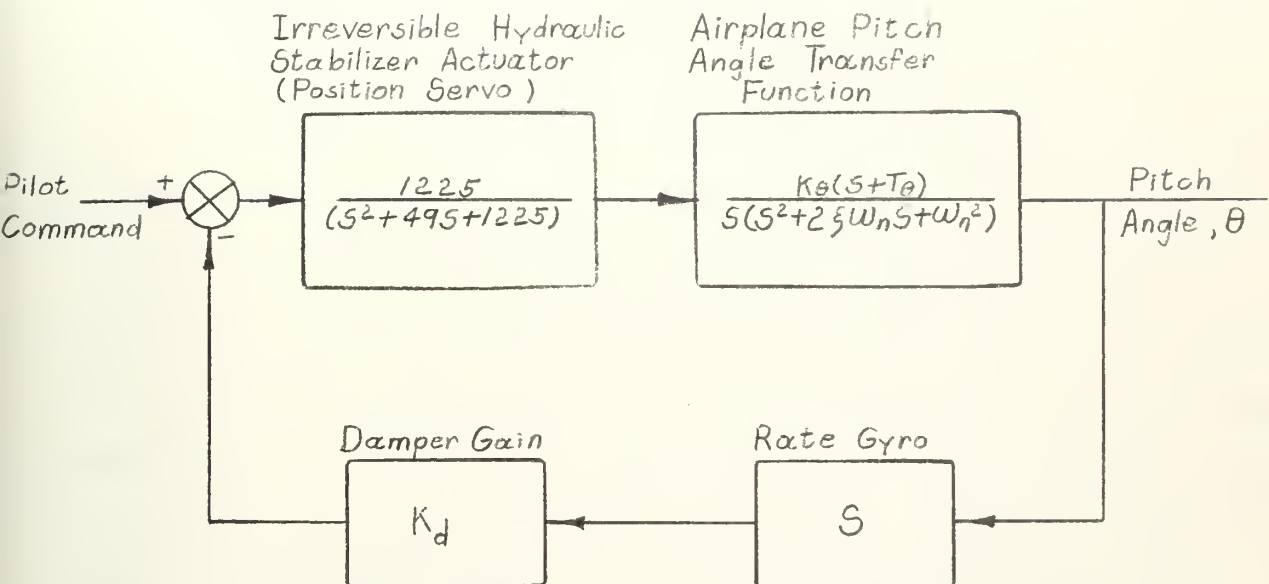 Irreversible Hydraulic
Stabilizer Actuator
(Position Servo)
Airplane Pitch
Angle Transfer
Function
Pilot
Command
+
-
1225
(S²+49S+1225)
Kθ(S+Tθ)
S(S²+2ξωₙS+ωₙ²)
Pitch
Angle, θ
Damper Gain
K_d
Rate Gyro
S